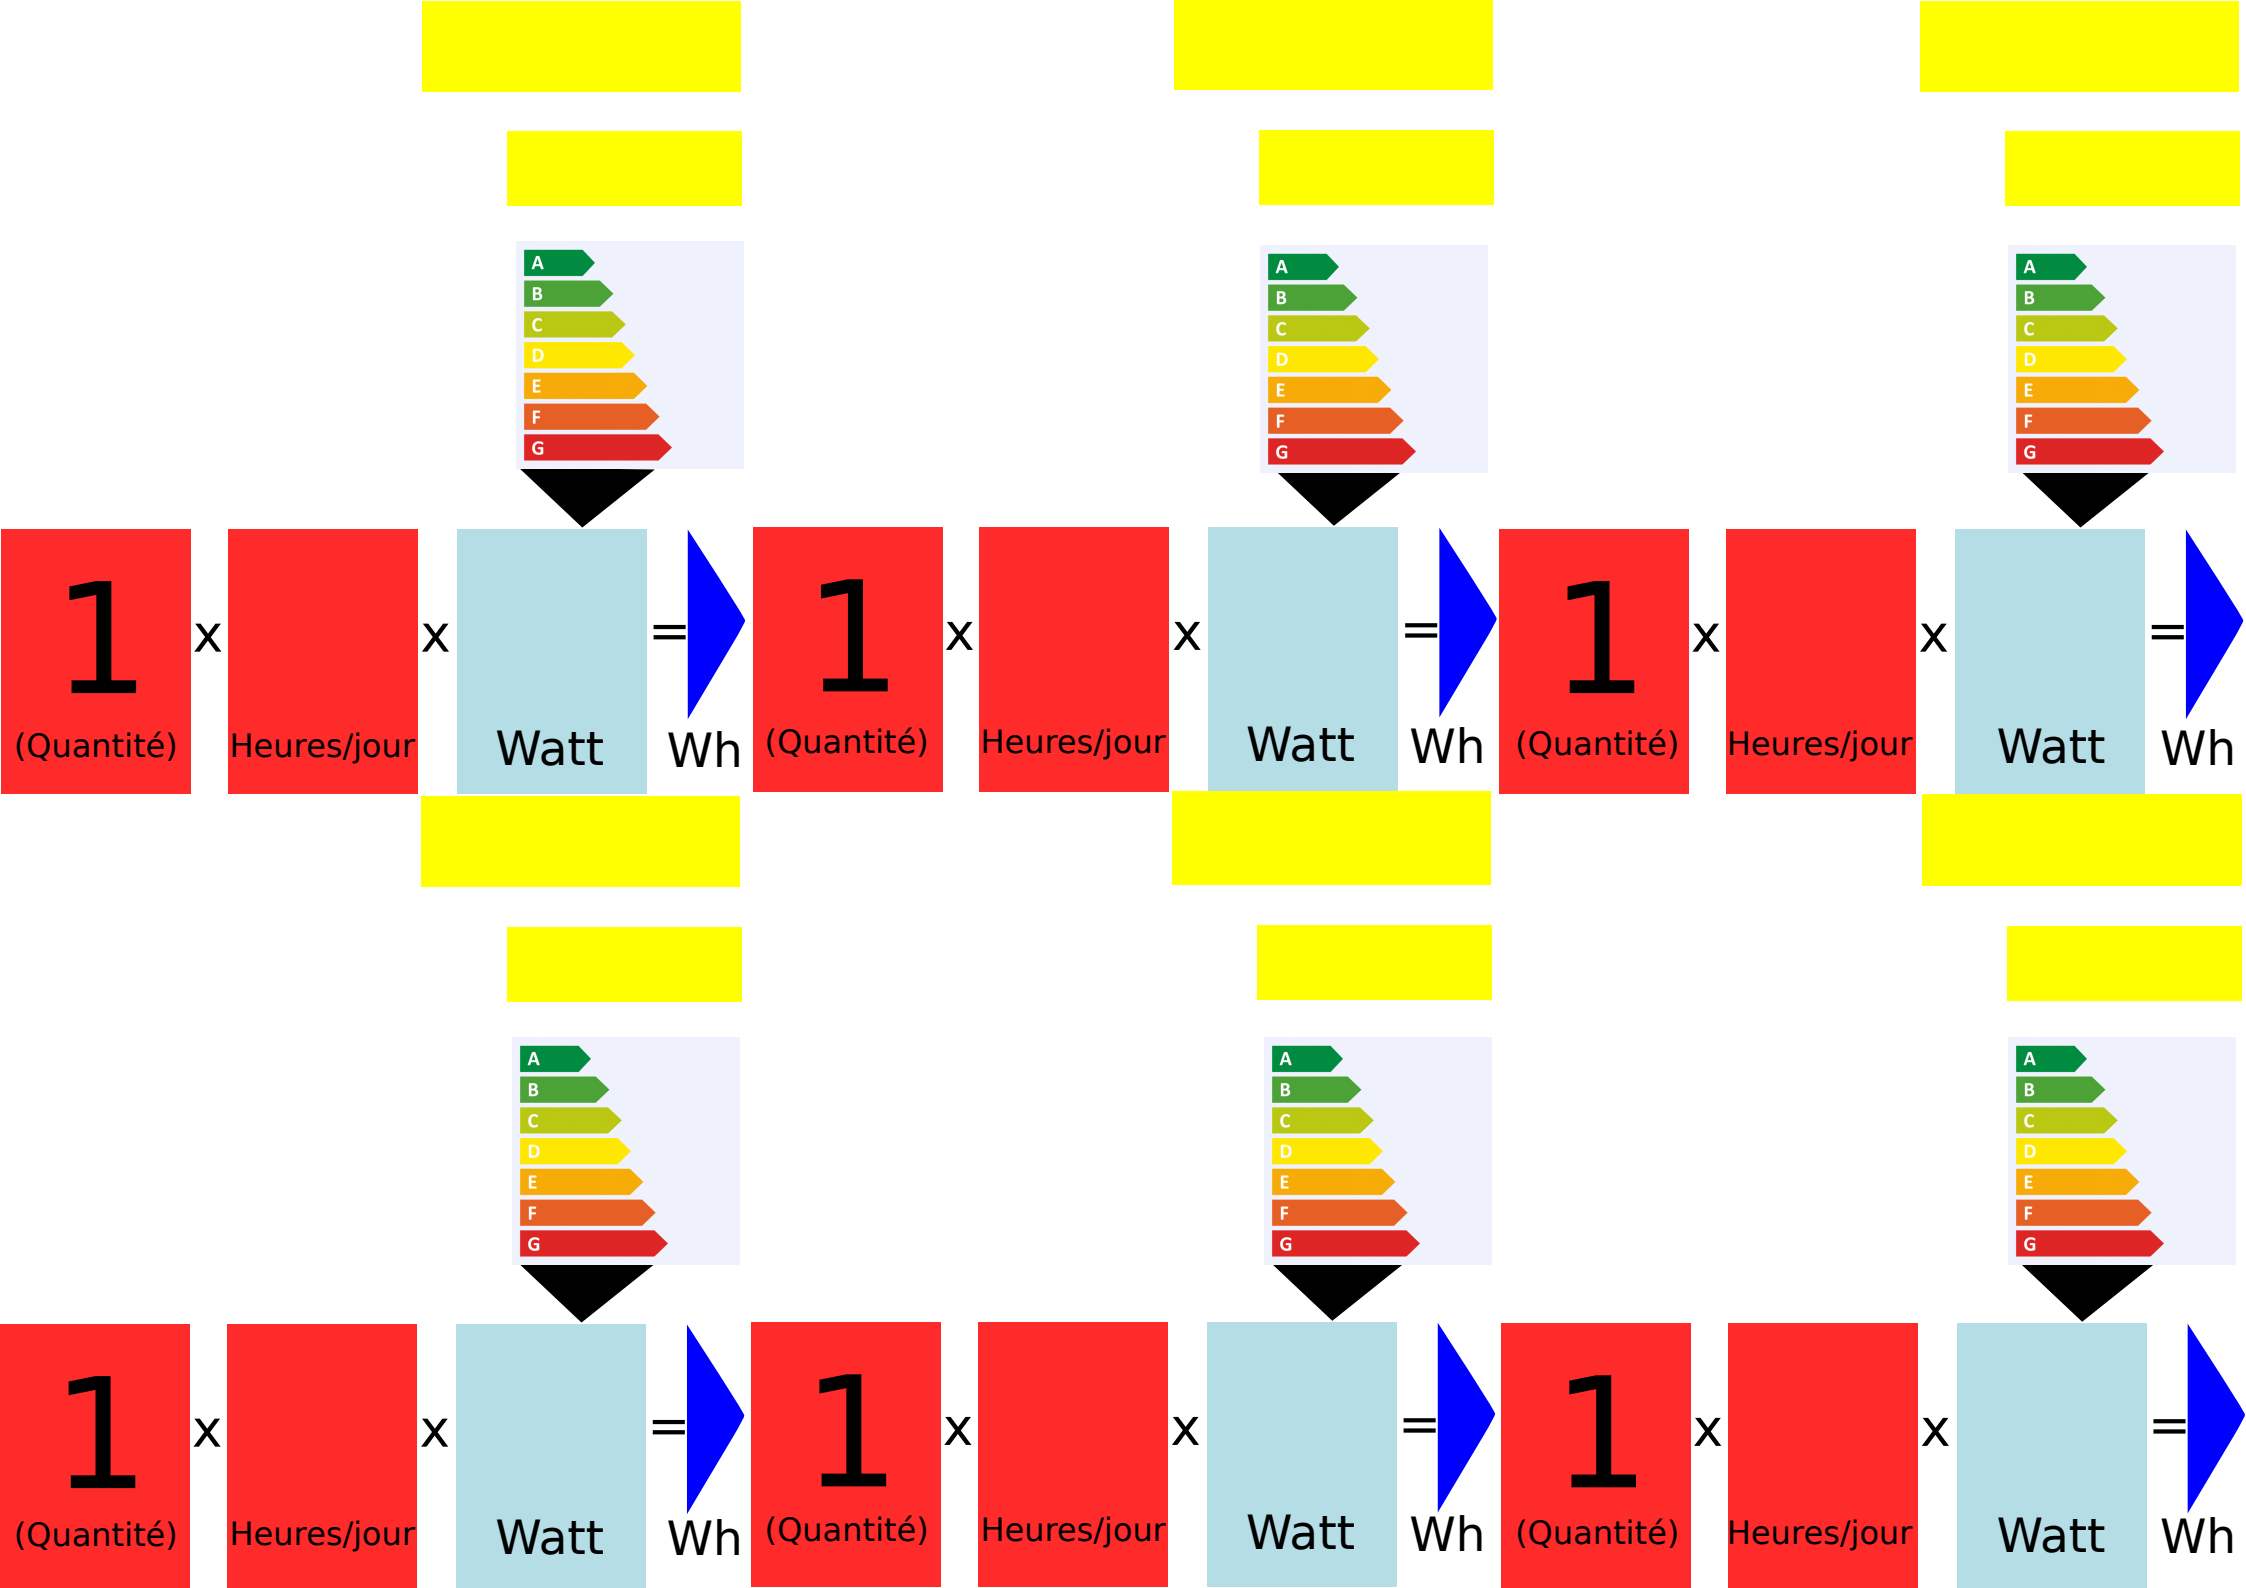 A
B
C
D
E
F
G
1 x x =
(Quantité) Heures/jour Watt Wh
A
B
C
D
E
F
G
1 x x =
(Quantité) Heures/jour Watt Wh
A
B
C
D
E
F
G
1 x x =
(Quantité) Heures/jour Watt Wh
A
B
C
D
E
F
G
1 x x =
(Quantité) Heures/jour Watt Wh
A
B
C
D
E
F
G
1 x x =
(Quantité) Heures/jour Watt Wh
A
B
C
D
E
F
G
1 x x =
(Quantité) Heures/jour Watt Wh